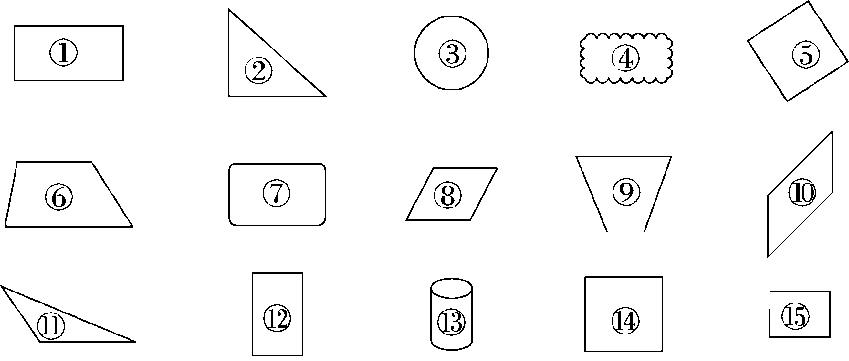 ① ② ③ ④ ⑤
⑥ ⑦ ⑧ ⑨ ⑩
⑪ ⑫ ⑬ ⑭ ⑮